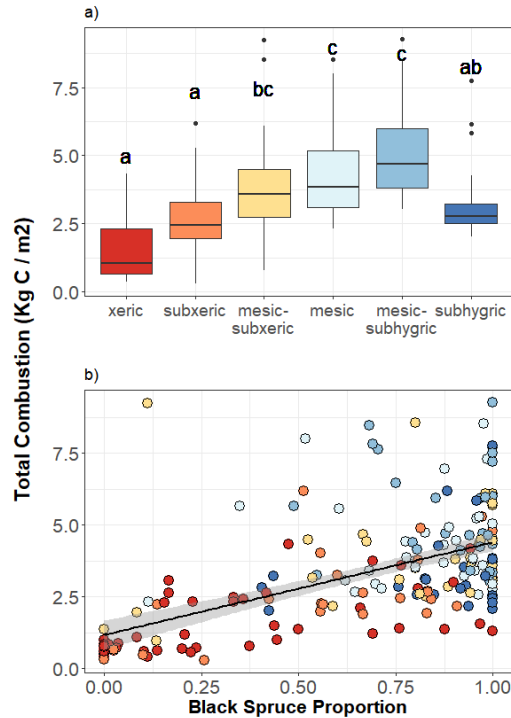 a)
Total Combustion (Kg C / m2)
7.5
5.0
2.5
0.0
a
a
bc
c
c
ab
xeric subxeric mesic- mesic mesic- subhygric
subxeric subhygric
b)
7.5
5.0
2.5
0.0
0.00 0.25 0.50 0.75 1.00
Black Spruce Proportion